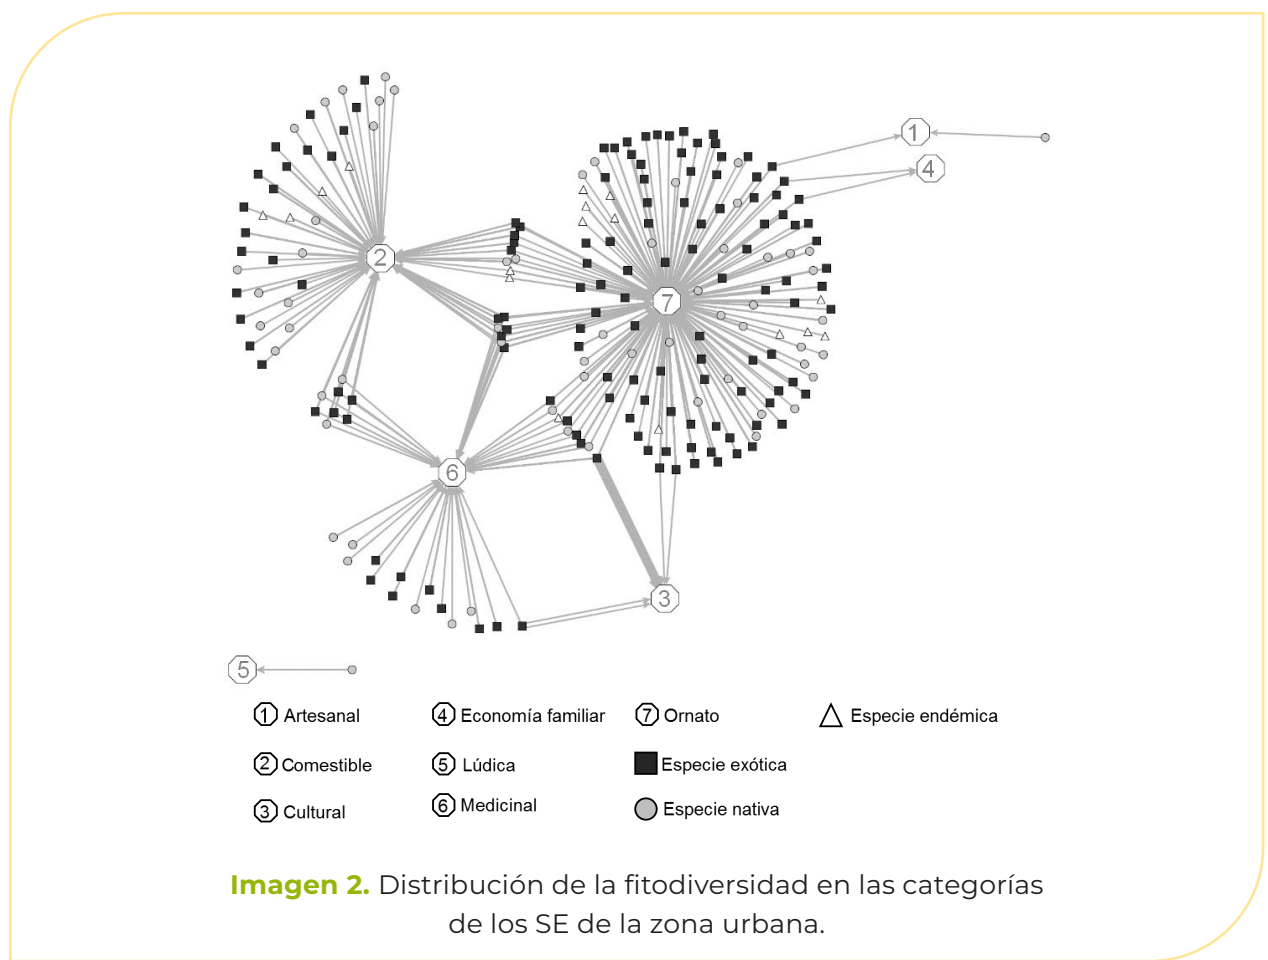 1
4
2
7
6
3
5
1 Artesanal
4 Economía familiar
7 Ornato
Especie endémica
2 Comestible
5 Lúdica
Especie exótica
3 Cultural
6 Medicinal
Especie nativa
Imagen 2. Distribución de la fitodiversidad en las categorías
de los SE de la zona urbana.